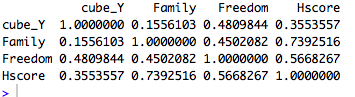 cube_Y Family Freedom Hscore
cube_Y 1.0000000 0.1556103 0.4809844 0.3553557
Family 0.1556103 1.0000000 0.4502082 0.7392516
Freedom 0.4809844 0.4502082 1.0000000 0.5668267
Hscore 0.3553557 0.7392516 0.5668267 1.0000000
>